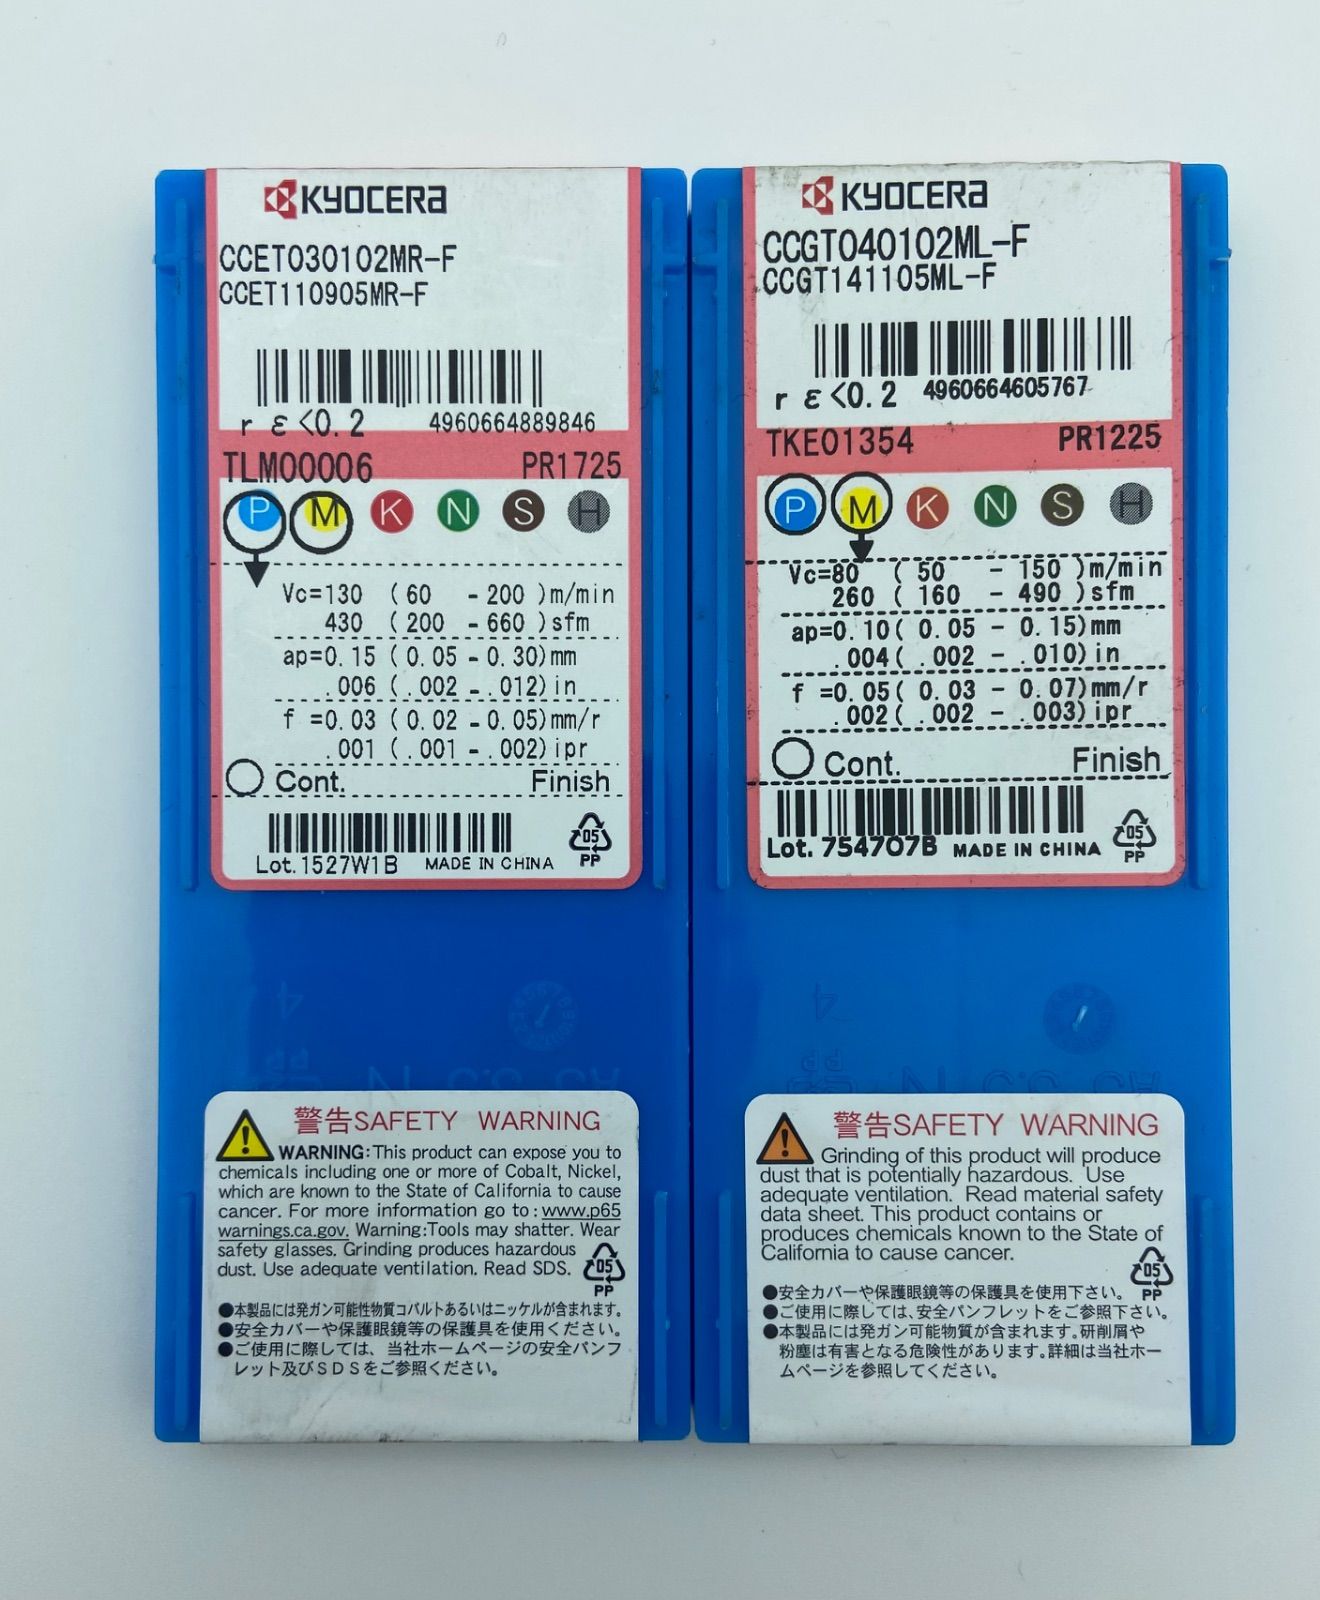 KYOCERA
CCET030102MR-F
CCET110905MR-F
r ε<0.2 4960664889846
TLM00006 PR1725
P M K N S H
Vc=130 (60 - 200)m/min
430 (200 - 660)sfm
ap=0.15 (0.05 - 0.30)mm
.006 (.002 - .012)in
f =0.03 (0.02 - 0.05)mm/r
.001 (.001 - .002)ipr
Cont. Finish
05
Lot. 1527W1B MADE IN CHINA PP
警告SAFETY WARNING
WARNING:This product can expose you to
chemicals including one or more of Cobalt, Nickel,
which are known to the State of California to cause
cancer. For more information go to:www.p65
warnings.ca.gov. Warning:Tools may shatter. Wear
safety glasses. Grinding produces hazardous
dust. Use adequate ventilation. Read SDS.
05
PP
●本製品には発ガン可能性物質コバルトあるいはニッケルが含まれます。
●安全カバーや保護眼鏡等の保護具を使用ください。
●ご使用に際しては、当社ホームページの安全パンフ
レット及びSDSをご参照ください。
KYOCERA
CCGT040102ML-F
CCGT141105ML-F
r ε<0.2 4960664605767
TKE01354 PR1225
P M K N S H
Vc=80 (50 - 150)m/min
260 (160 - 490)sfm
ap=0.10(0.05 - 0.15)mm
.004(.002 - .010)in
f =0.05(0.03 - 0.07)mm/r
.002(.002 - .003)ipr
Cont. Finish
05
Lot. 754707B MADE IN CHINA PP
警告SAFETY WARNING
Grinding of this product will produce
dust that is potentially hazardous. Use
adequate ventilation. Read material safety
data sheet. This product contains or
produces chemicals known to the State of
California to cause cancer.
05
PP
●安全カバーや保護眼鏡等の保護具を使用下さい。
●ご使用に際しては、安全パンフレットをご参照下さい。
●本製品には発ガン可能物質が含まれます。研削屑や
粉塵は有害となる危険性があります。詳細は当社ホー
ムページを参照してください。